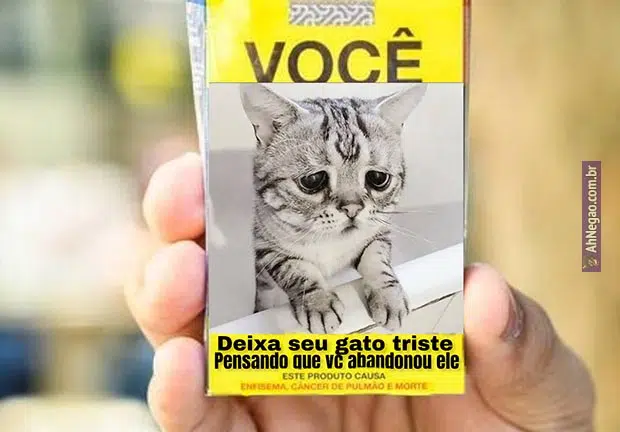 VOCÊ
Deixa seu gato triste
Pensando que vc abandonou ele
ESTE PRODUTO CAUSA
ENFISEMA, CÂNCER DE PULMÃO E MORTE
AhNegao.com.br